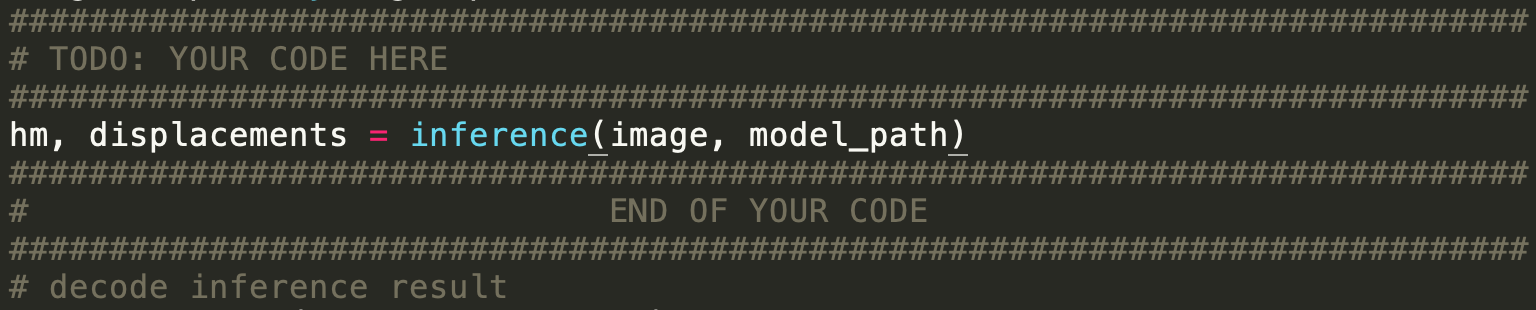 ############################################################################
# TODO: YOUR CODE HERE
############################################################################
hm, displacements = inference(image, model_path)
############################################################################
#                             END OF YOUR CODE
############################################################################
# decode inference result